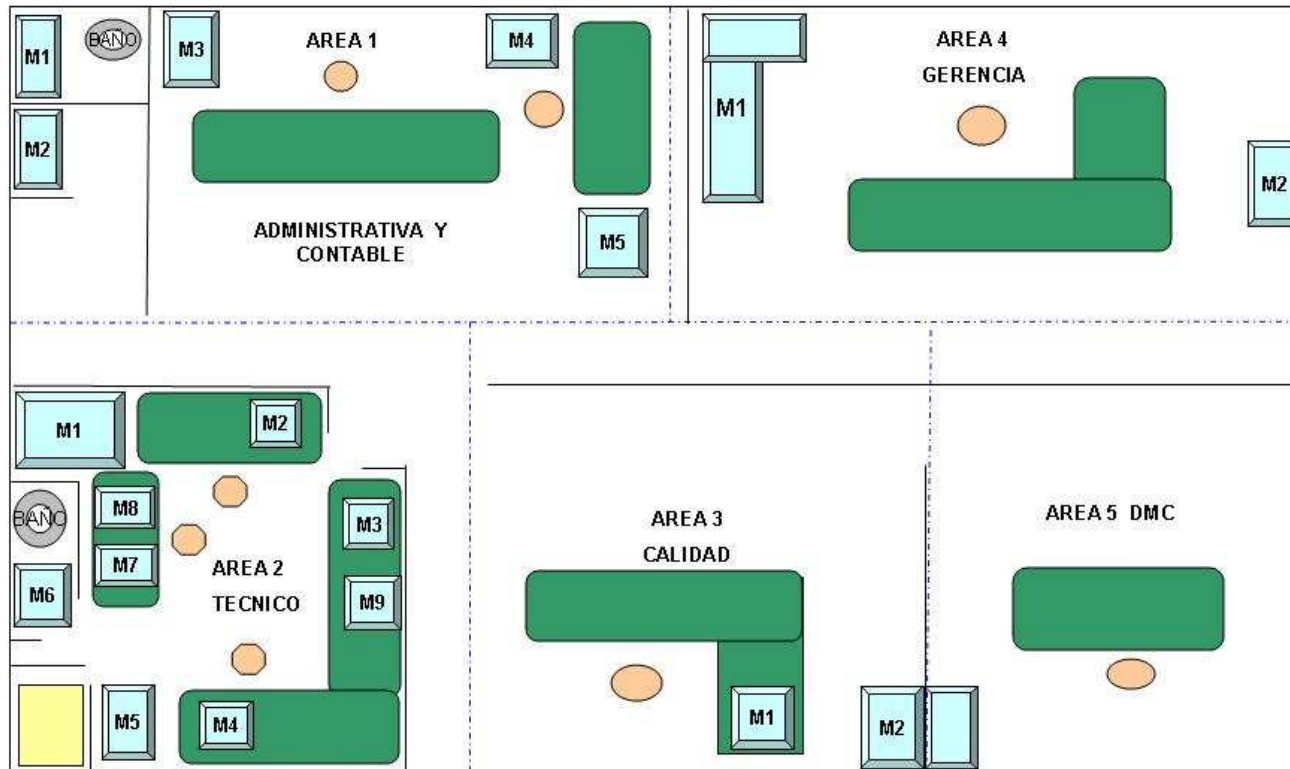 M1
BAÑO
M2
M3
AREA 1
M4
ADMINISTRATIVA Y
CONTABLE
M5
AREA 4
GERENCIA
M1
M2
M1
M2
M8
BAÑO
M7
M6
M3
AREA 2
TECNICO
M9
M5
M4
AREA 3
CALIDAD
M1
M2
AREA 5 DMC